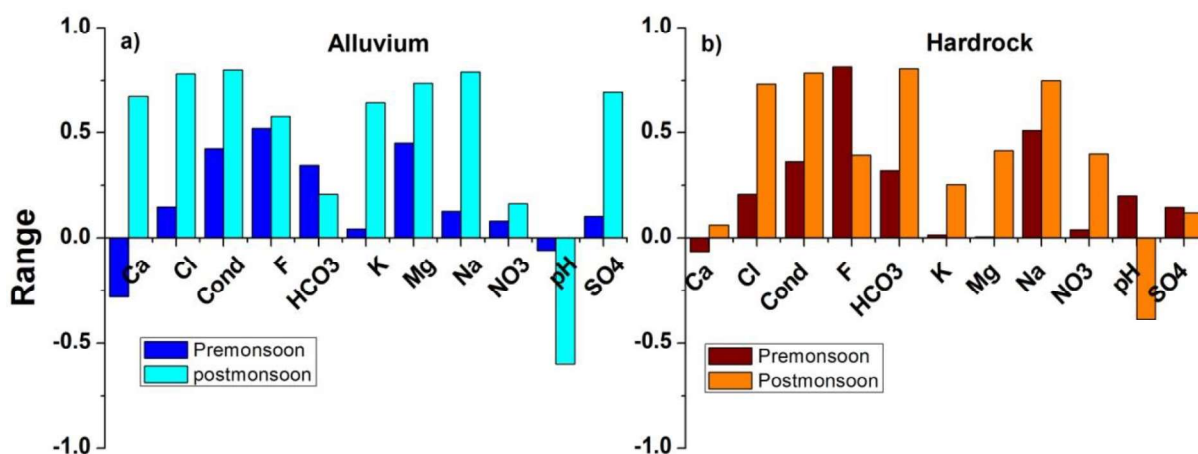 a) Alluvium
1.0
0.5
0.0
-0.5
-1.0
Range
Ca Cl Cond F HCO3 K Mg Na NO3 pH SO4
Premonsoon
postmonsoon
b) Hardrock
1.0
0.5
0.0
-0.5
-1.0
Ca Cl Cond F HCO3 K Mg Na NO3 pH SO4
Premonsoon
Postmonsoon